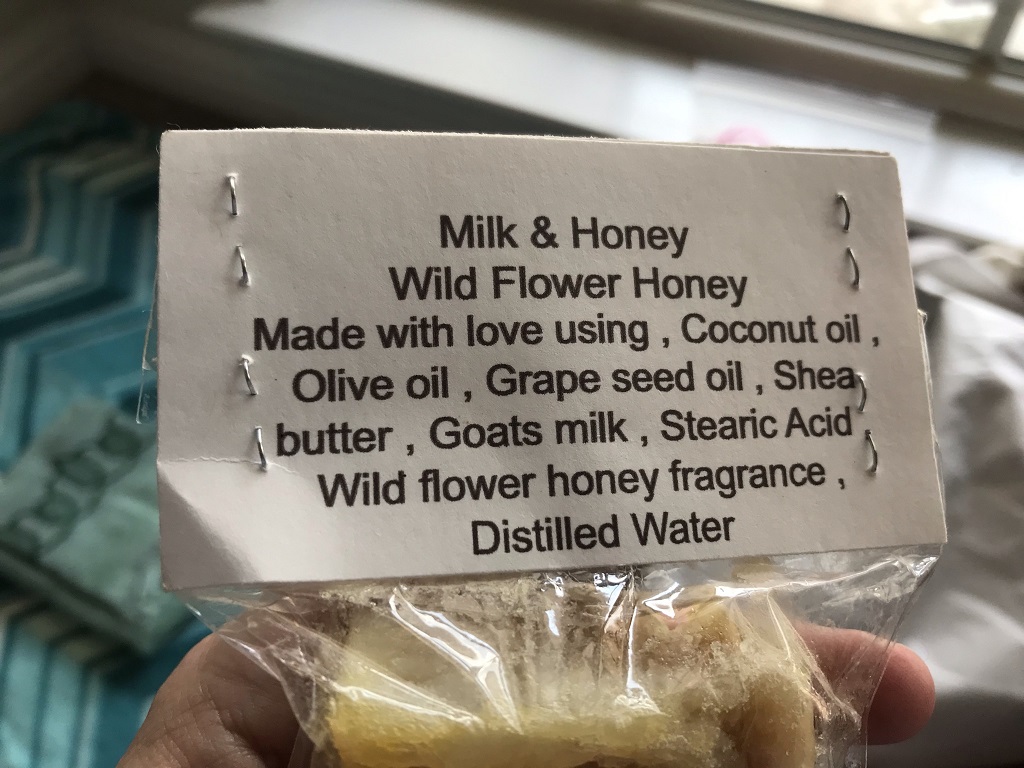 Milk & Honey
Wild Flower Honey
Made with love using , Coconut oil ,
Olive oil , Grape seed oil , Shea
butter , Goats milk , Stearic Acid
Wild flower honey fragrance ,
Distilled Water